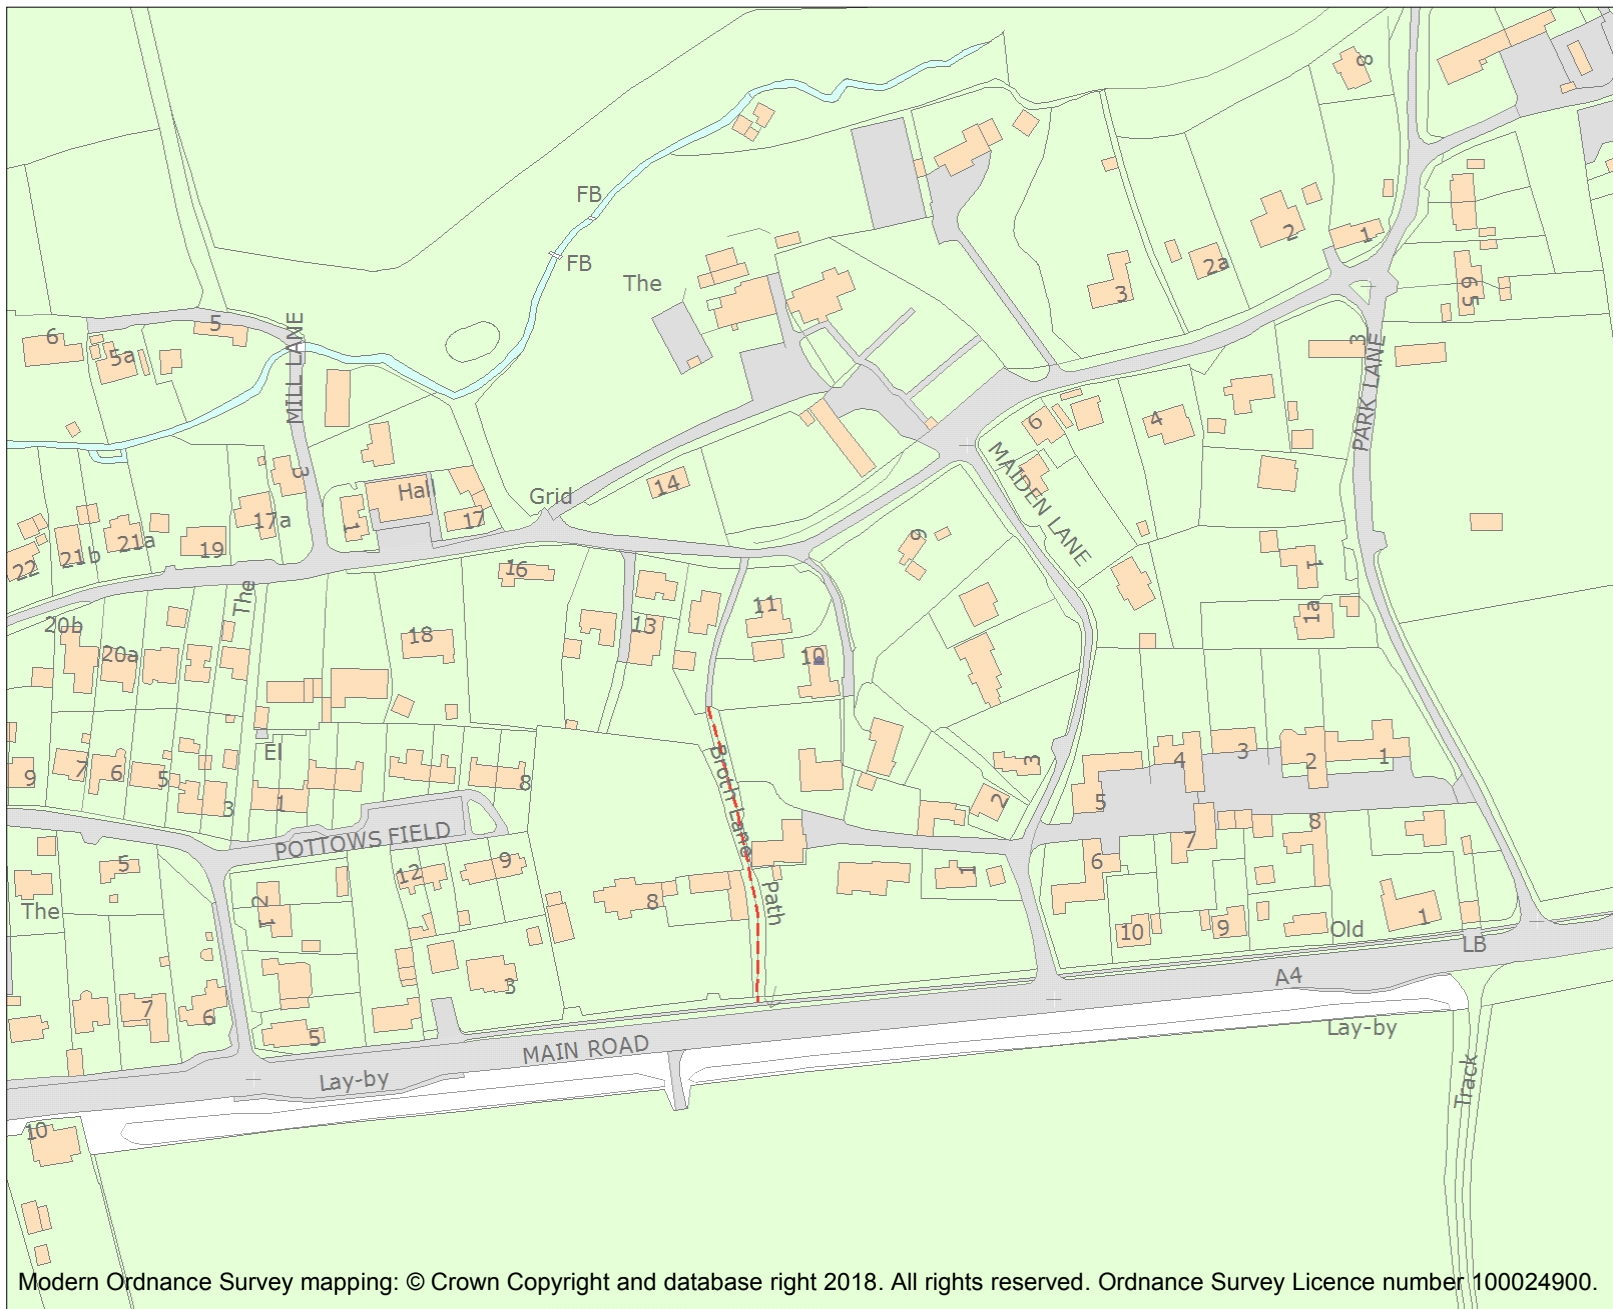 8
FB
2
1
FB
2a
The
3
6 5
6
5
5a
MILL LANE
3
PARK LANE
6
4
MAIDEN LANE
3
Hall
14
Grid
1
17
17a
9
22
21b
21a
19
16
1
The
11
1a
20b
13
18
20a
10
El
Broth Lane
3
4
3
2
1
9
7
6
5
3
1
8
2
5
POTTOWS FIELD
7
8
5
12
9
6
1
The
2
1
8
Path
10
9
Old
1
LB
3
A4
7
6
5
MAIN ROAD
Lay-by
Lay-by
Track
10
Modern Ordnance Survey mapping: © Crown Copyright and database right 2018. All rights reserved. Ordnance Survey Licence number 100024900.